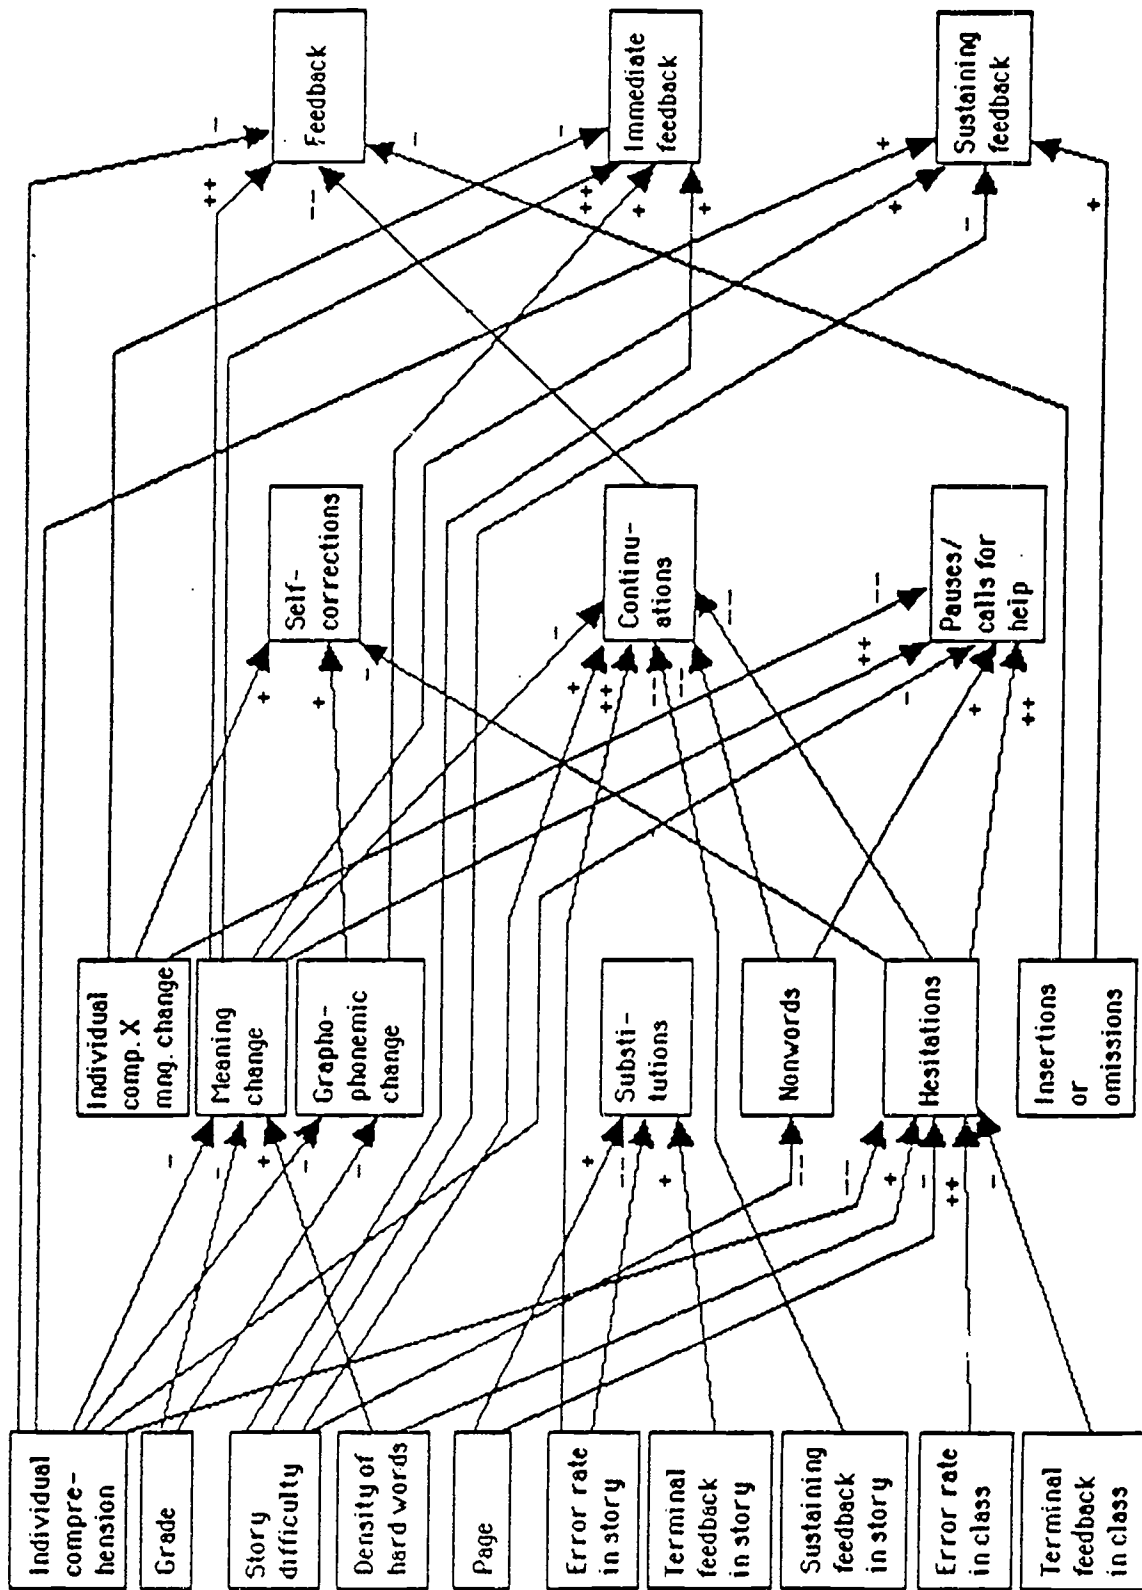 Individual
compre-
hension
Grade
Story
difficulty
Density of
hard words
Page
Error rate
in story
Terminal
feedback
in story
Sustaining
feedback
in story
Error rate
in class
Terminal
feedback
in class
Individual
comp. X
mng. change
Meaning
change
Grapho-
phonemic
change
Substi-
tutions
Nonwords
Hesitations
Insertions
or
omissions
Self-
corrections
Continu-
ations
Pauses/
calls for
help
Feedback
Immediate
feedback
Sustaining
feedback
-
-
+
-
-
+
--
+
--
--
+
-
++
-
+
+
-
-
+
++
--
--
--
--
++
-
+
++
-
++
--
-
-
++
+
+
+
+
-
+